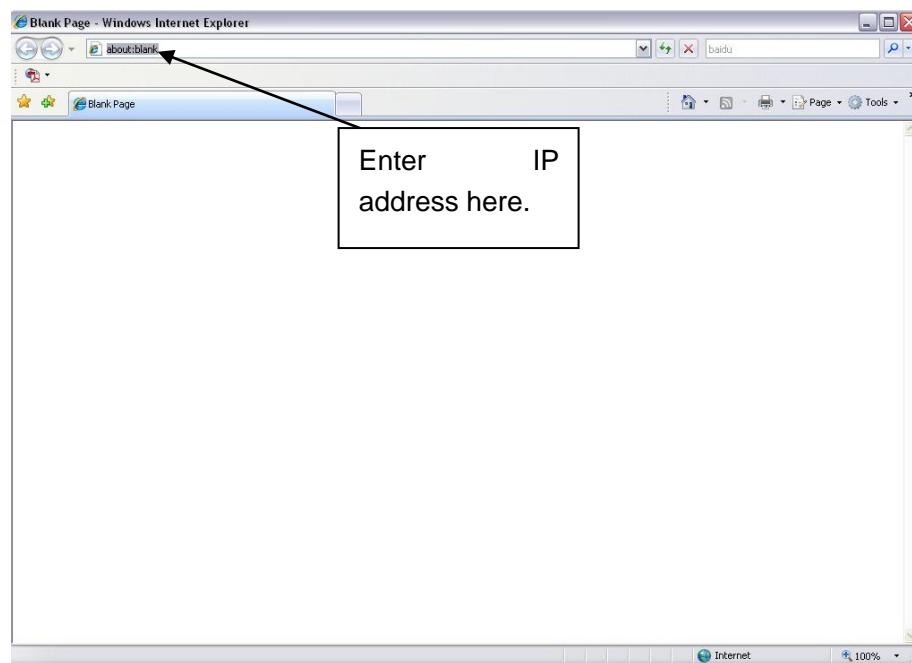 Blank Page - Windows Internet Explorer
about:blank
baidu
Blank Page
Page
Tools
Enter IP
address here.
Internet
100%